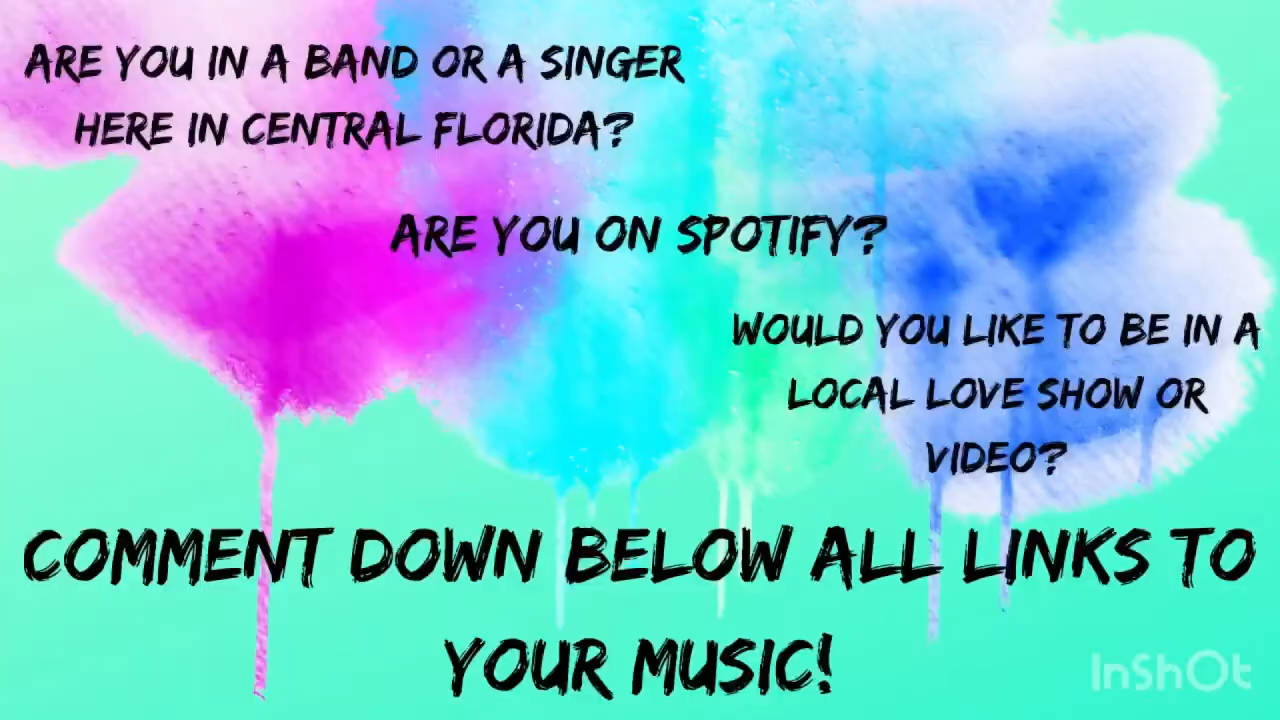 ARE YOU IN A BAND OR A SINGER
HERE IN CENTRAL FLORIDA?
ARE YOU ON SPOTIFY?
WOULD YOU LIKE TO BE IN A
LOCAL LOVE SHOW OR
VIDEO?
COMMENT DOWN BELOW ALL LINKS TO
YOUR MUSIC!
InShOt